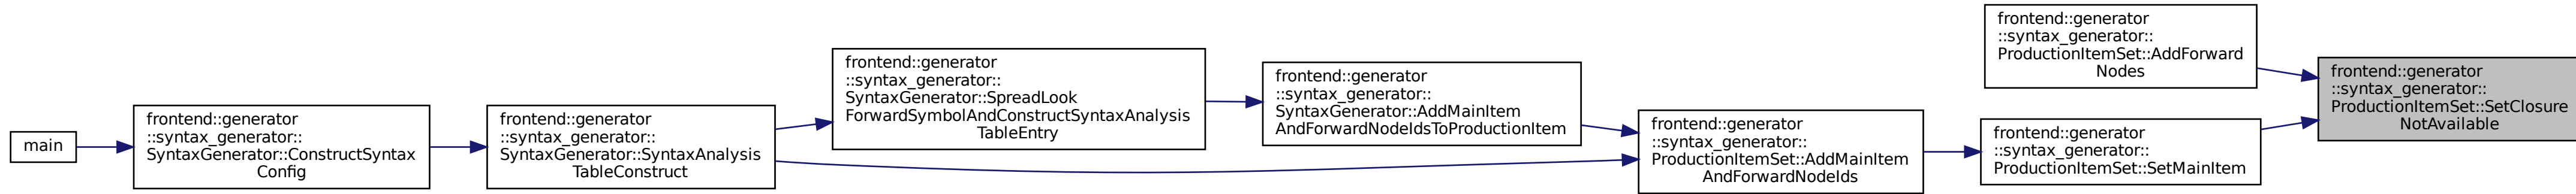 main
frontend::generator
::syntax_generator::
SyntaxGenerator::ConstructSyntax
Config
frontend::generator
::syntax_generator::
SyntaxGenerator::SyntaxAnalysis
TableConstruct
frontend::generator
::syntax_generator::
SyntaxGenerator::SpreadLook
ForwardSymbolAndConstructSyntaxAnalysis
TableEntry
frontend::generator
::syntax_generator::
SyntaxGenerator::AddMainItem
AndForwardNodeIdsToProductionItem
frontend::generator
::syntax_generator::
ProductionItemSet::AddMainItem
AndForwardNodeIds
frontend::generator
::syntax_generator::
ProductionItemSet::AddForward
Nodes
frontend::generator
::syntax_generator::
ProductionItemSet::SetMainItem
frontend::generator
::syntax_generator::
ProductionItemSet::SetClosure
NotAvailable